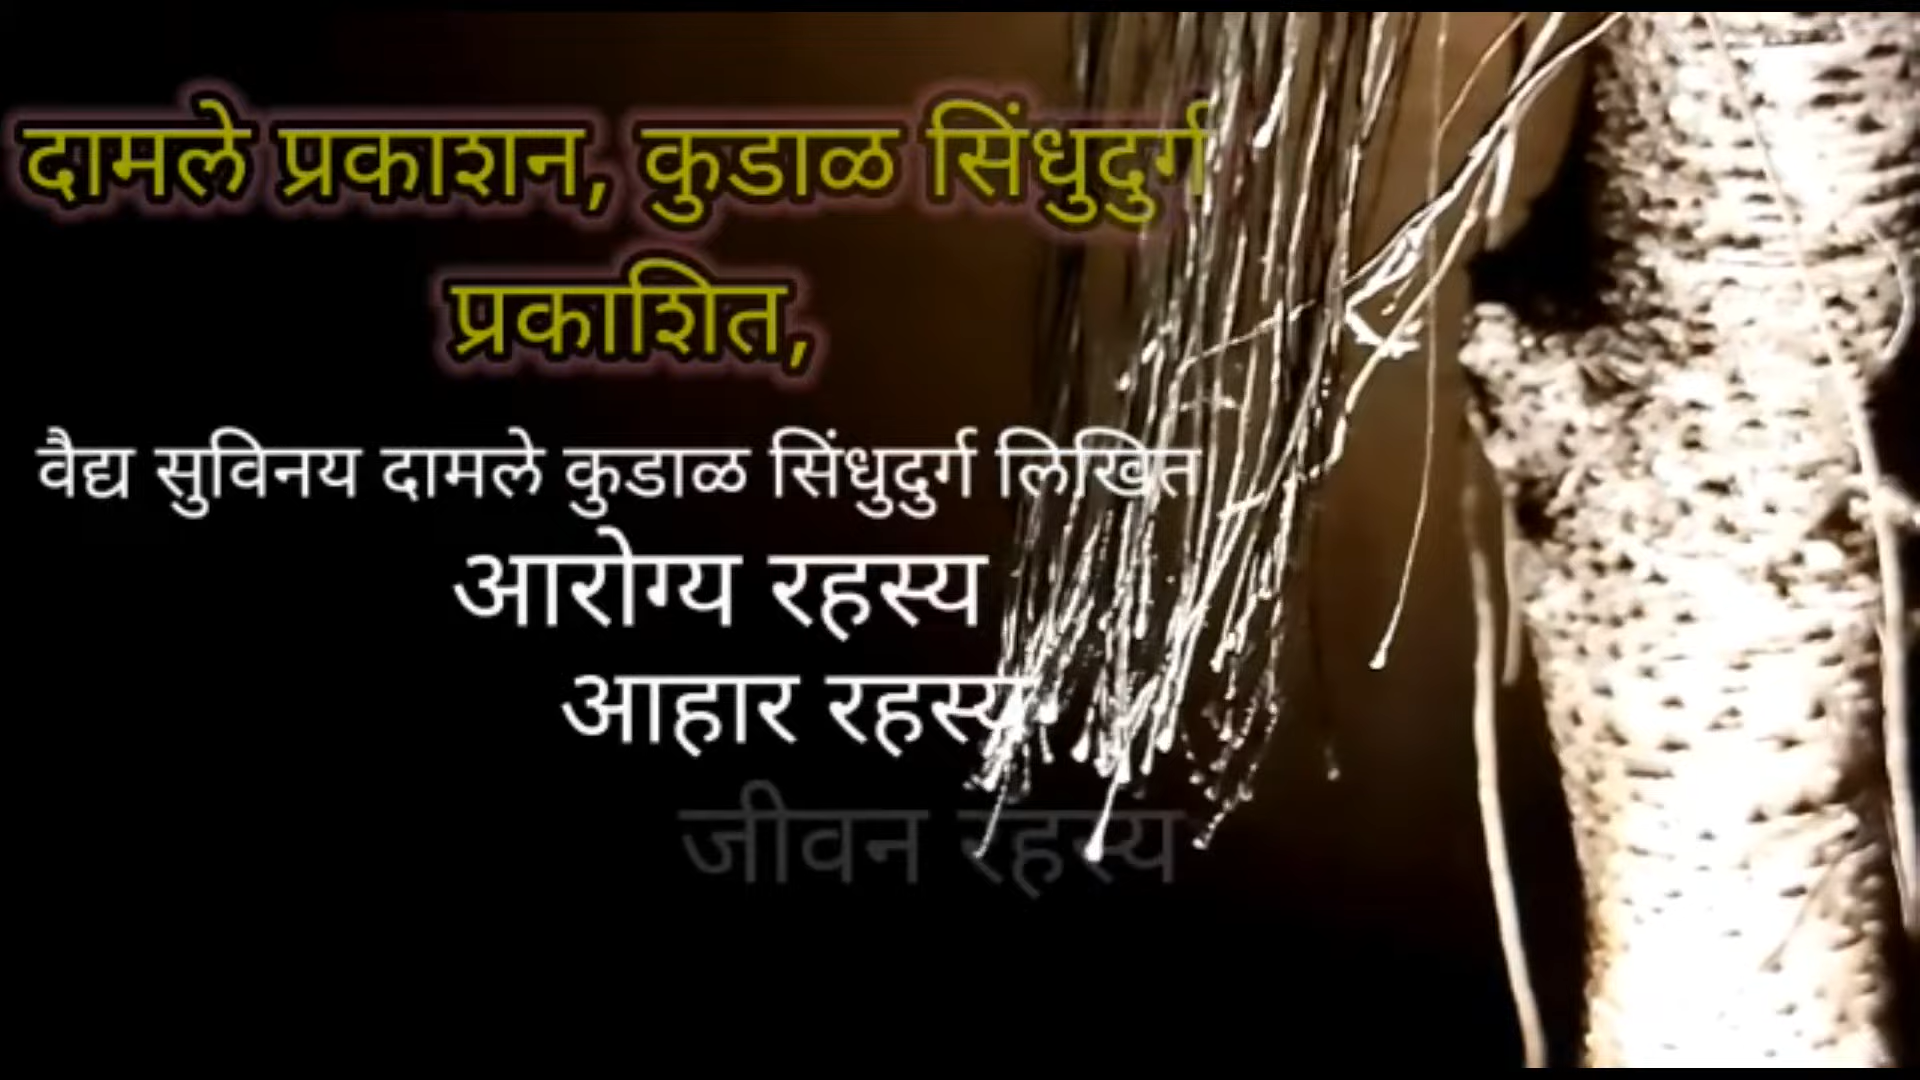 दामले प्रकाशन, कुडाळ सिंधुदुर्ग
प्रकाशित,
वैद्य सुविनय दामले कुडाळ सिंधुदुर्ग लिखित
आरोग्य रहस्य
आहार रहस्य
जीवन रहस्य